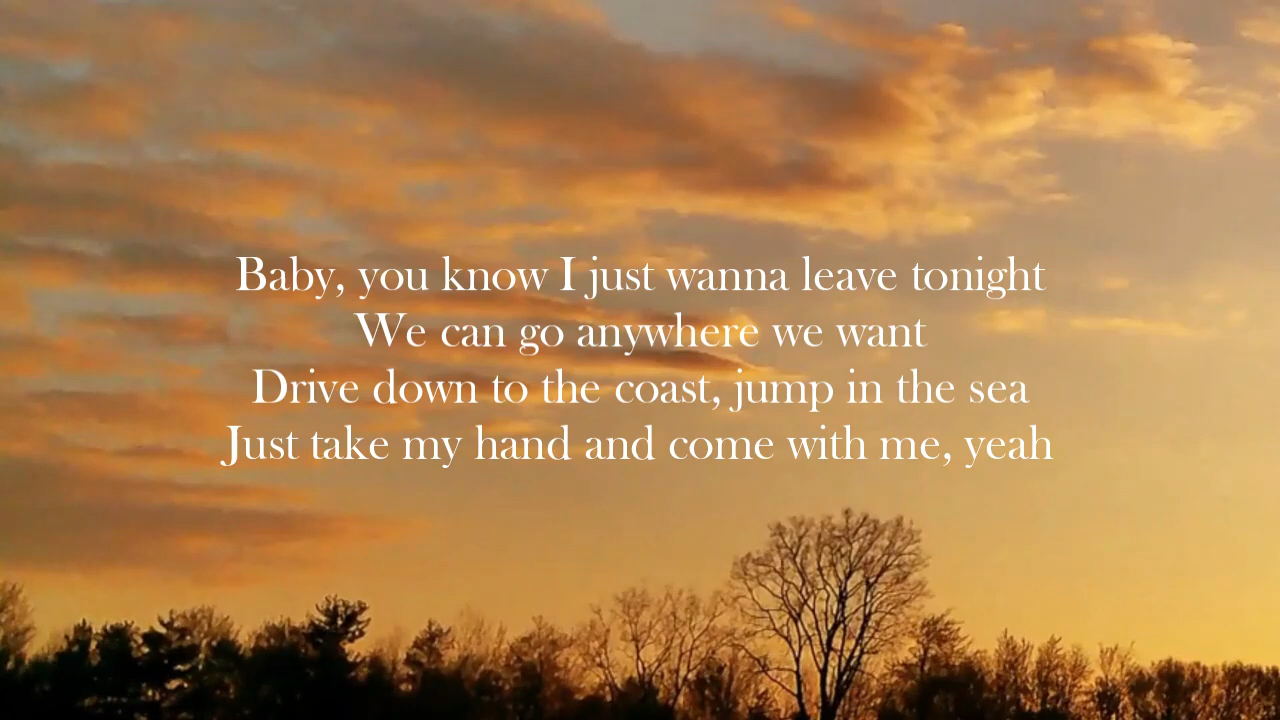 Baby, you know I just wanna leave tonight
We can go anywhere we want
Drive down to the coast, jump in the sea
Just take my hand and come with me, yeah